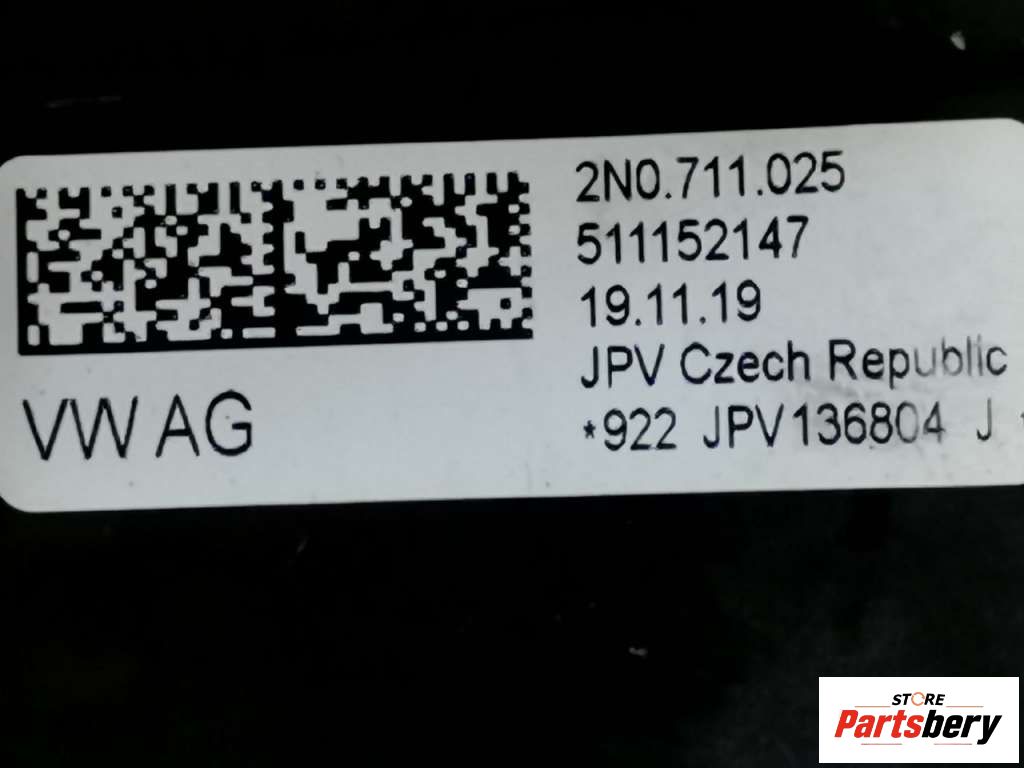 2N0.711.025
511152147
19.11.19
JPV Czech Republic
VW AG
*922 JPV136804 J
STORE
Partsbery